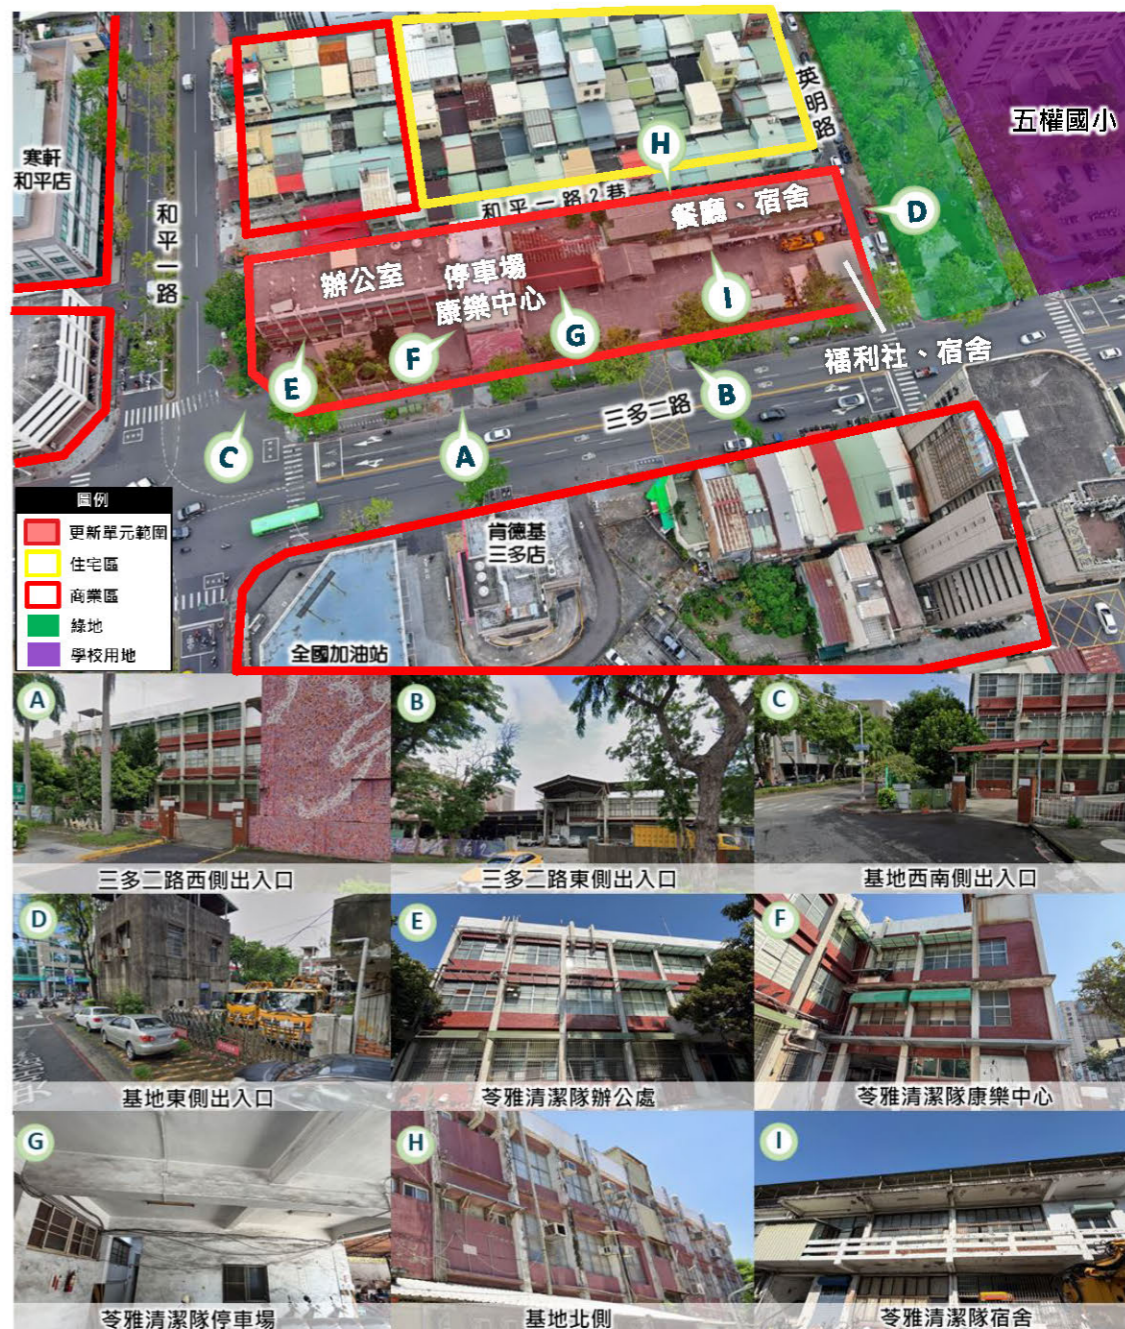 五權國小
英明路
寒軒
和平店
和平一路
H
和平一路2巷
餐廳、宿舍
D
辦公室
停車場
康樂中心
I
G
F
E
福利社、宿舍
B
三多二路
C
A
圖例
更新單元範圍
住宅區
商業區
綠地
學校用地
肯德基
三多店
全國加油站
A
三多二路西側出入口
B
三多二路東側出入口
C
基地西南側出入口
D
基地東側出入口
E
苓雅清潔隊辦公處
F
苓雅清潔隊康樂中心
G
苓雅清潔隊停車場
H
基地北側
I
苓雅清潔隊宿舍